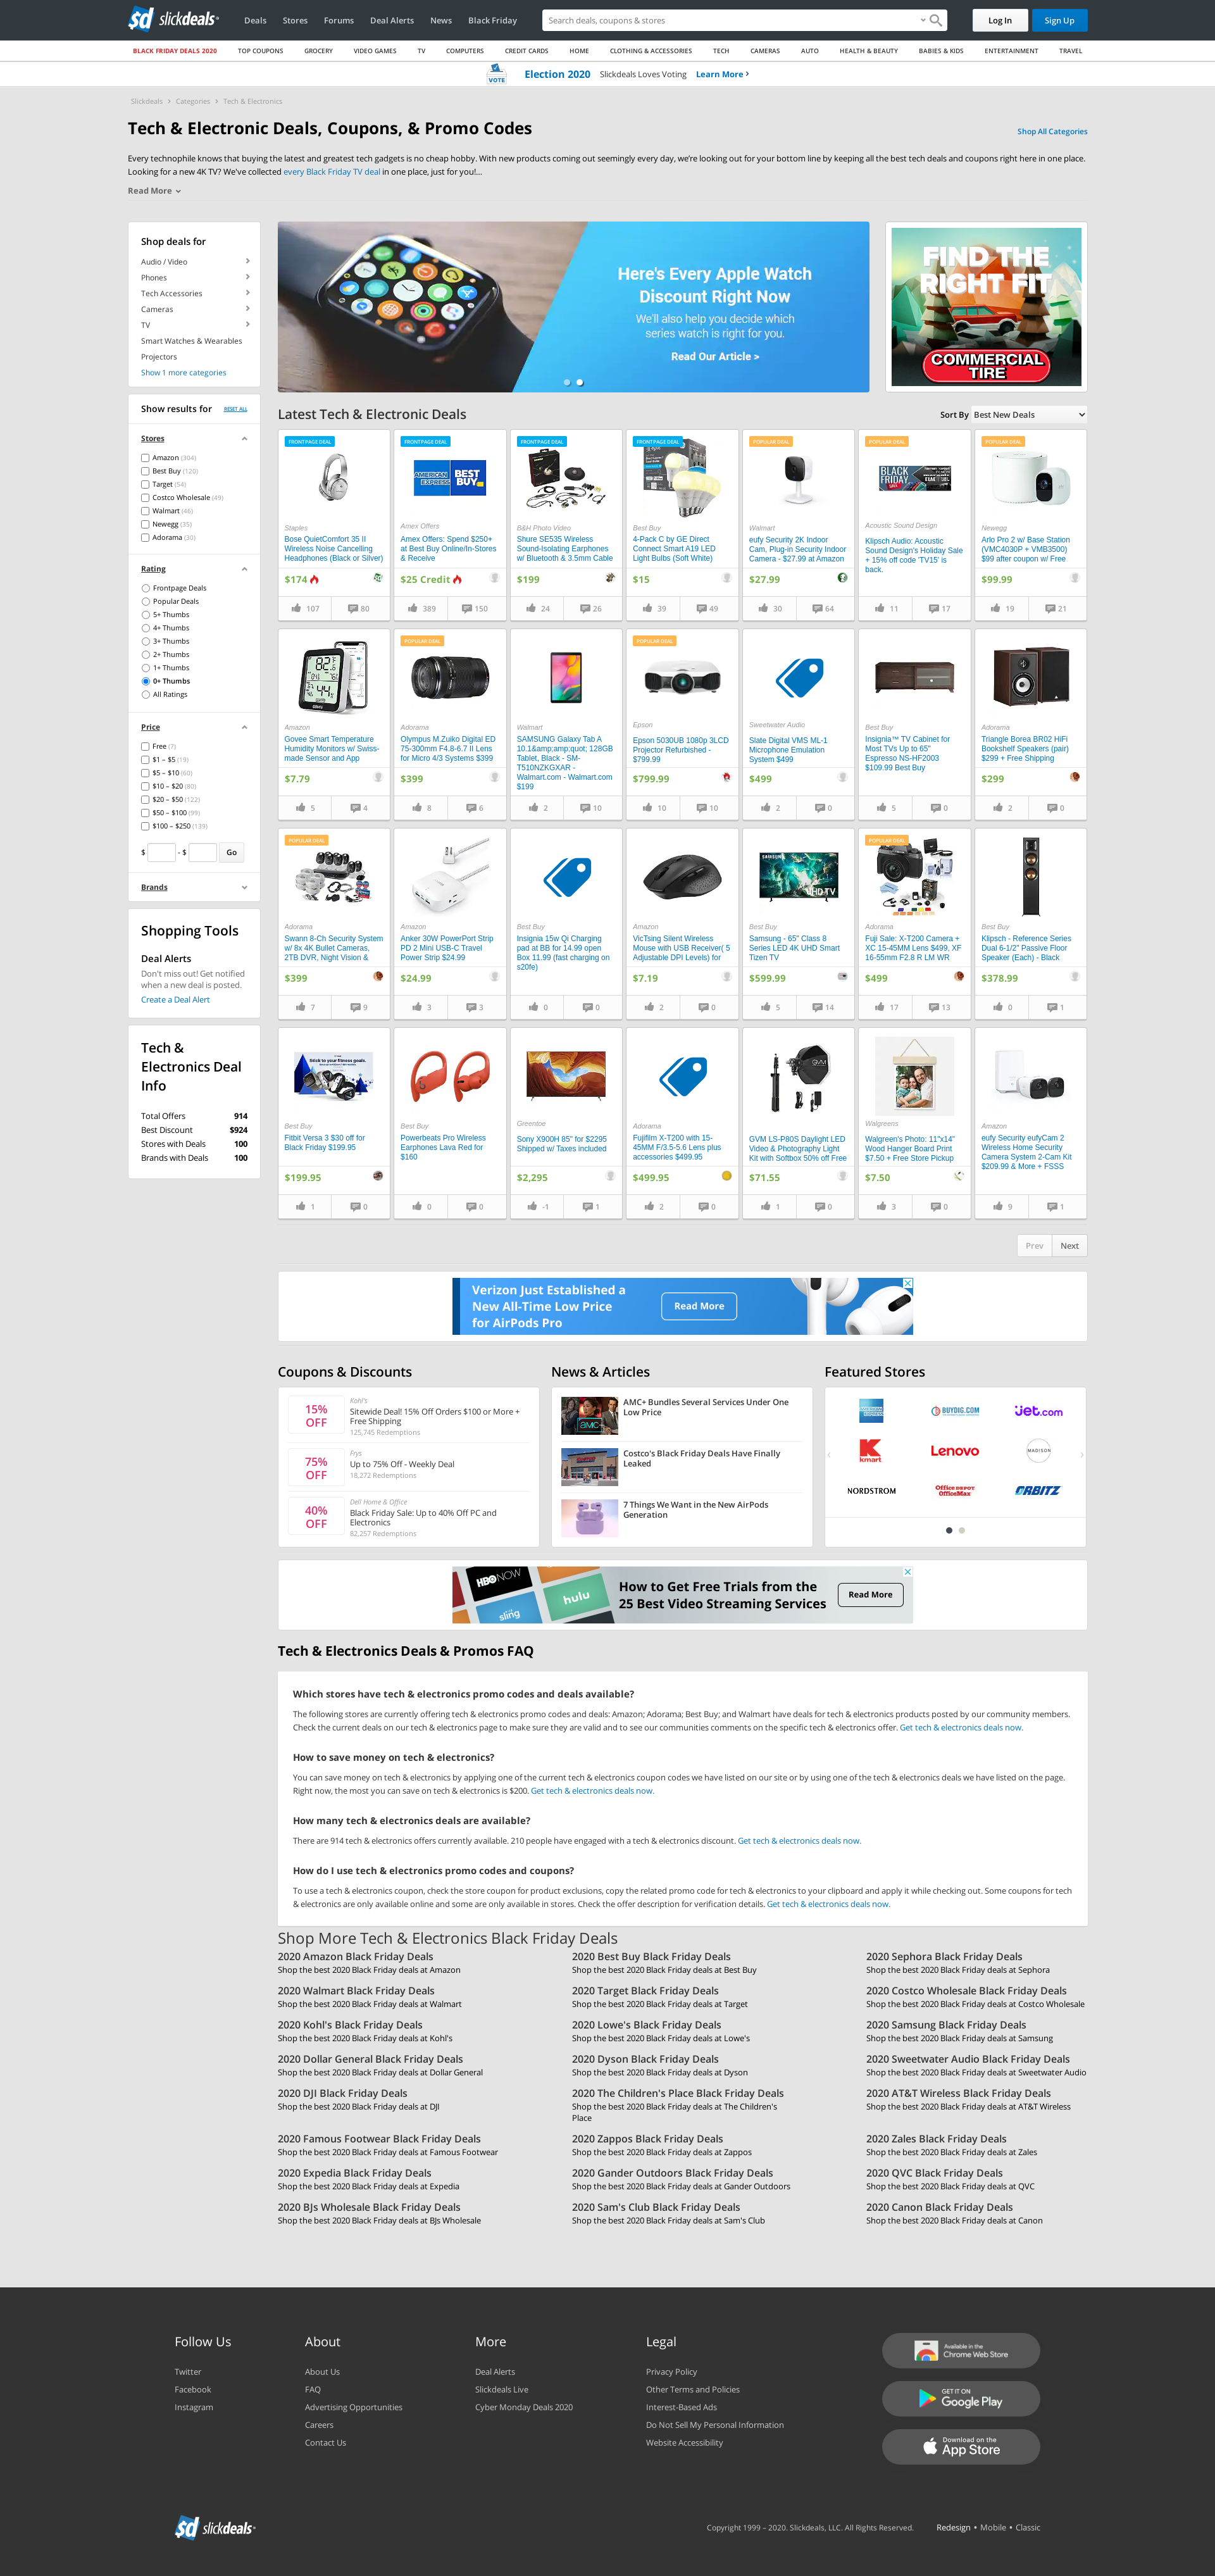 slickdeals
Deals
Stores
Forums
Deal Alerts
News
Black Friday
Search deals, coupons & stores
Log In
Sign Up
BLACK FRIDAY DEALS 2020
TOP COUPONS
GROCERY
VIDEO GAMES
TV
COMPUTERS
CREDIT CARDS
HOME
CLOTHING & ACCESSORIES
TECH
CAMERAS
AUTO
HEALTH & BEAUTY
BABIES & KIDS
ENTERTAINMENT
TRAVEL
VOTE
Election 2020 Slickdeals Loves Voting Learn More
Slickdeals > Categories > Tech & Electronics
Tech & Electronic Deals, Coupons, & Promo Codes
Shop All Categories
Every technophile knows that buying the latest and greatest tech gadgets is no cheap hobby. With new products coming out seemingly every day, we're looking out for your bottom line by keeping all the best tech deals and coupons right here in one place.
Looking for a new 4K TV? We've collected every Black Friday TV deal in one place, just for you!...
Read More
Shop deals for
Audio / Video
Phones
Tech Accessories
Cameras
TV
Smart Watches & Wearables
Projectors
Show 1 more categories
Here's Every Apple Watch
Discount Right Now
We'll also help you decide which
series watch is right for you.
Read Our Article >
FIND THE
RIGHT FIT
COMMERCIAL
TIRE
Show results for
RESET ALL
Stores
Amazon (304)
Best Buy (120)
Target (54)
Costco Wholesale (49)
Walmart (46)
Newegg (35)
Adorama (30)
Rating
Frontpage Deals
Popular Deals
5+ Thumbs
4+ Thumbs
3+ Thumbs
2+ Thumbs
1+ Thumbs
0+ Thumbs
All Ratings
Price
Free (7)
$1 – $5 (19)
$5 – $10 (60)
$10 – $20 (80)
$20 – $50 (122)
$50 – $100 (99)
$100 – $250 (139)
$ - $ Go
Brands
Shopping Tools
Deal Alerts
Don't miss out! Get notified
when a new deal is posted.
Create a Deal Alert
Tech &
Electronics Deal
Info
Total Offers 914
Best Discount $924
Stores with Deals 100
Brands with Deals 100
Latest Tech & Electronic Deals
Sort By Best New Deals
FRONTPAGE DEAL
Staples
Bose QuietComfort 35 II
Wireless Noise Cancelling
Headphones (Black or Silver)
$174
107 80
FRONTPAGE DEAL
AMERICAN EXPRESS
BEST BUY
Amex Offers
Amex Offers: Spend $250+
at Best Buy Online/In-Stores
& Receive
$25 Credit
389 150
FRONTPAGE DEAL
B&H Photo Video
Shure SE535 Wireless
Sound-Isolating Earphones
w/ Bluetooth & 3.5mm Cable
$199
24 26
FRONTPAGE DEAL
Best Buy
4-Pack C by GE Direct
Connect Smart A19 LED
Light Bulbs (Soft White)
$15
39 49
POPULAR DEAL
Walmart
eufy Security 2K Indoor
Cam, Plug-in Security Indoor
Camera - $27.99 at Amazon
$27.99
30 64
POPULAR DEAL
BLACK
FRIDAY
Acoustic Sound Design
Klipsch Audio: Acoustic
Sound Design's Holiday Sale
+ 15% off code 'TV15' is
back.
11 17
POPULAR DEAL
Newegg
Arlo Pro 2 w/ Base Station
(VMC4030P + VMB3500)
$99 after coupon w/ Free
$99.99
19 21
Amazon
Govee Smart Temperature
Humidity Monitors w/ Swiss-
made Sensor and App
$7.79
5 4
POPULAR DEAL
Adorama
Olympus M.Zuiko Digital ED
75-300mm F4.8-6.7 II Lens
for Micro 4/3 Systems $399
$399
8 6
Walmart
SAMSUNG Galaxy Tab A
10.1&amp;amp;quot; 128GB
Tablet, Black - SM-
T510NZKGXAR -
Walmart.com - Walmart.com
$199
2 10
POPULAR DEAL
Epson
Epson 5030UB 1080p 3LCD
Projector Refurbished -
$799.99
$799.99
10 10
Sweetwater Audio
Slate Digital VMS ML-1
Microphone Emulation
System $499
$499
2 0
Best Buy
Insignia™ TV Cabinet for
Most TVs Up to 65"
Espresso NS-HF2003
$109.99 Best Buy
5 0
Adorama
Triangle Borea BR02 HiFi
Bookshelf Speakers (pair)
$299 + Free Shipping
$299
2 0
POPULAR DEAL
Adorama
Swann 8-Ch Security System
w/ 8x 4K Bullet Cameras,
2TB DVR, Night Vision &
$399
7 9
Amazon
Anker 30W PowerPort Strip
PD 2 Mini USB-C Travel
Power Strip $24.99
$24.99
3 3
Best Buy
Insignia 15w Qi Charging
pad at BB for 14.99 open
Box 11.99 (fast charging on
s20fe)
0 0
Amazon
VicTsing Silent Wireless
Mouse with USB Receiver( 5
Adjustable DPI Levels) for
$7.19
2 0
SAMSUNG
UHD TV
Best Buy
Samsung - 65" Class 8
Series LED 4K UHD Smart
Tizen TV
$599.99
5 14
POPULAR DEAL
Adorama
Fuji Sale: X-T200 Camera +
XC 15-45MM Lens $499, XF
16-55mm F2.8 R LM WR
$499
17 13
Best Buy
Klipsch - Reference Series
Dual 6-1/2" Passive Floor
Speaker (Each) - Black
$378.99
0 1
Stick to your fitness goals.
Best Buy
Fitbit Versa 3 $30 off for
Black Friday $199.95
$199.95
1 0
Best Buy
Powerbeats Pro Wireless
Earphones Lava Red for
$160
0 0
Greentoe
Sony X900H 85" for $2295
Shipped w/ Taxes included
$2,295
-1 1
Adorama
Fujifilm X-T200 with 15-
45MM F/3.5-5.6 Lens plus
accessories $499.95
$499.95
2 0
GVM LS-P80S Daylight LED
Video & Photography Light
Kit with Softbox 50% off Free
$71.55
1 0
Walgreens
Walgreen's Photo: 11"x14"
Wood Hanger Board Print
$7.50 + Free Store Pickup
$7.50
3 0
Amazon
eufy Security eufyCam 2
Wireless Home Security
Camera System 2-Cam Kit
$209.99 & More + FSSS
9 1
Prev Next
Verizon Just Established a
New All-Time Low Price
for AirPods Pro
Read More
Coupons & Discounts
15%
OFF
Kohl's
Sitewide Deal! 15% Off Orders $100 or More +
Free Shipping
125,745 Redemptions
75%
OFF
Frys
Up to 75% Off - Weekly Deal
18,272 Redemptions
40%
OFF
Dell Home & Office
Black Friday Sale: Up to 40% Off PC and
Electronics
82,257 Redemptions
News & Articles
AMC+ Bundles Several Services Under One
Low Price
Costco's Black Friday Deals Have Finally
Leaked
7 Things We Want in the New AirPods
Generation
Featured Stores
BUYDIG.COM
jet.com
kmart
Lenovo
MADISON
NORDSTROM
Office DEPOT
OfficeMax
ORBITZ
HBO NOW
sling
hulu
How to Get Free Trials from the
25 Best Video Streaming Services
Read More
Tech & Electronics Deals & Promos FAQ
Which stores have tech & electronics promo codes and deals available?
The following stores are currently offering tech & electronics promo codes and deals: Amazon; Adorama; Best Buy; and Walmart have deals for tech & electronics products posted by our community members.
Check the current deals on our tech & electronics page to make sure they are valid and to see our communities comments on the specific tech & electronics offer. Get tech & electronics deals now.
How to save money on tech & electronics?
You can save money on tech & electronics by applying one of the current tech & electronics coupon codes we have listed on our site or by using one of the tech & electronics deals we have listed on the page.
Right now, the most you can save on tech & electronics is $200. Get tech & electronics deals now.
How many tech & electronics deals are available?
There are 914 tech & electronics offers currently available. 210 people have engaged with a tech & electronics discount. Get tech & electronics deals now.
How do I use tech & electronics promo codes and coupons?
To use a tech & electronics coupon, check the store coupon for product exclusions, copy the related promo code for tech & electronics to your clipboard and apply it while checking out. Some coupons for tech
& electronics are only available online and some are only available in stores. Check the offer description for verification details. Get tech & electronics deals now.
Shop More Tech & Electronics Black Friday Deals
2020 Amazon Black Friday Deals
Shop the best 2020 Black Friday deals at Amazon
2020 Best Buy Black Friday Deals
Shop the best 2020 Black Friday deals at Best Buy
2020 Sephora Black Friday Deals
Shop the best 2020 Black Friday deals at Sephora
2020 Walmart Black Friday Deals
Shop the best 2020 Black Friday deals at Walmart
2020 Target Black Friday Deals
Shop the best 2020 Black Friday deals at Target
2020 Costco Wholesale Black Friday Deals
Shop the best 2020 Black Friday deals at Costco Wholesale
2020 Kohl's Black Friday Deals
Shop the best 2020 Black Friday deals at Kohl's
2020 Lowe's Black Friday Deals
Shop the best 2020 Black Friday deals at Lowe's
2020 Samsung Black Friday Deals
Shop the best 2020 Black Friday deals at Samsung
2020 Dollar General Black Friday Deals
Shop the best 2020 Black Friday deals at Dollar General
2020 Dyson Black Friday Deals
Shop the best 2020 Black Friday deals at Dyson
2020 Sweetwater Audio Black Friday Deals
Shop the best 2020 Black Friday deals at Sweetwater Audio
2020 DJI Black Friday Deals
Shop the best 2020 Black Friday deals at DJI
2020 The Children's Place Black Friday Deals
Shop the best 2020 Black Friday deals at The Children's
Place
2020 AT&T Wireless Black Friday Deals
Shop the best 2020 Black Friday deals at AT&T Wireless
2020 Famous Footwear Black Friday Deals
Shop the best 2020 Black Friday deals at Famous Footwear
2020 Zappos Black Friday Deals
Shop the best 2020 Black Friday deals at Zappos
2020 Zales Black Friday Deals
Shop the best 2020 Black Friday deals at Zales
2020 Expedia Black Friday Deals
Shop the best 2020 Black Friday deals at Expedia
2020 Gander Outdoors Black Friday Deals
Shop the best 2020 Black Friday deals at Gander Outdoors
2020 QVC Black Friday Deals
Shop the best 2020 Black Friday deals at QVC
2020 BJs Wholesale Black Friday Deals
Shop the best 2020 Black Friday deals at BJs Wholesale
2020 Sam's Club Black Friday Deals
Shop the best 2020 Black Friday deals at Sam's Club
2020 Canon Black Friday Deals
Shop the best 2020 Black Friday deals at Canon
Follow Us
Twitter
Facebook
Instagram
About
About Us
FAQ
Advertising Opportunities
Careers
Contact Us
More
Deal Alerts
Slickdeals Live
Cyber Monday Deals 2020
Legal
Privacy Policy
Other Terms and Policies
Interest-Based Ads
Do Not Sell My Personal Information
Website Accessibility
Available in the
Chrome Web Store
GET IT ON
Google Play
Download on the
App Store
slickdeals
Copyright 1999 – 2020. Slickdeals, LLC. All Rights Reserved.
Redesign • Mobile • Classic